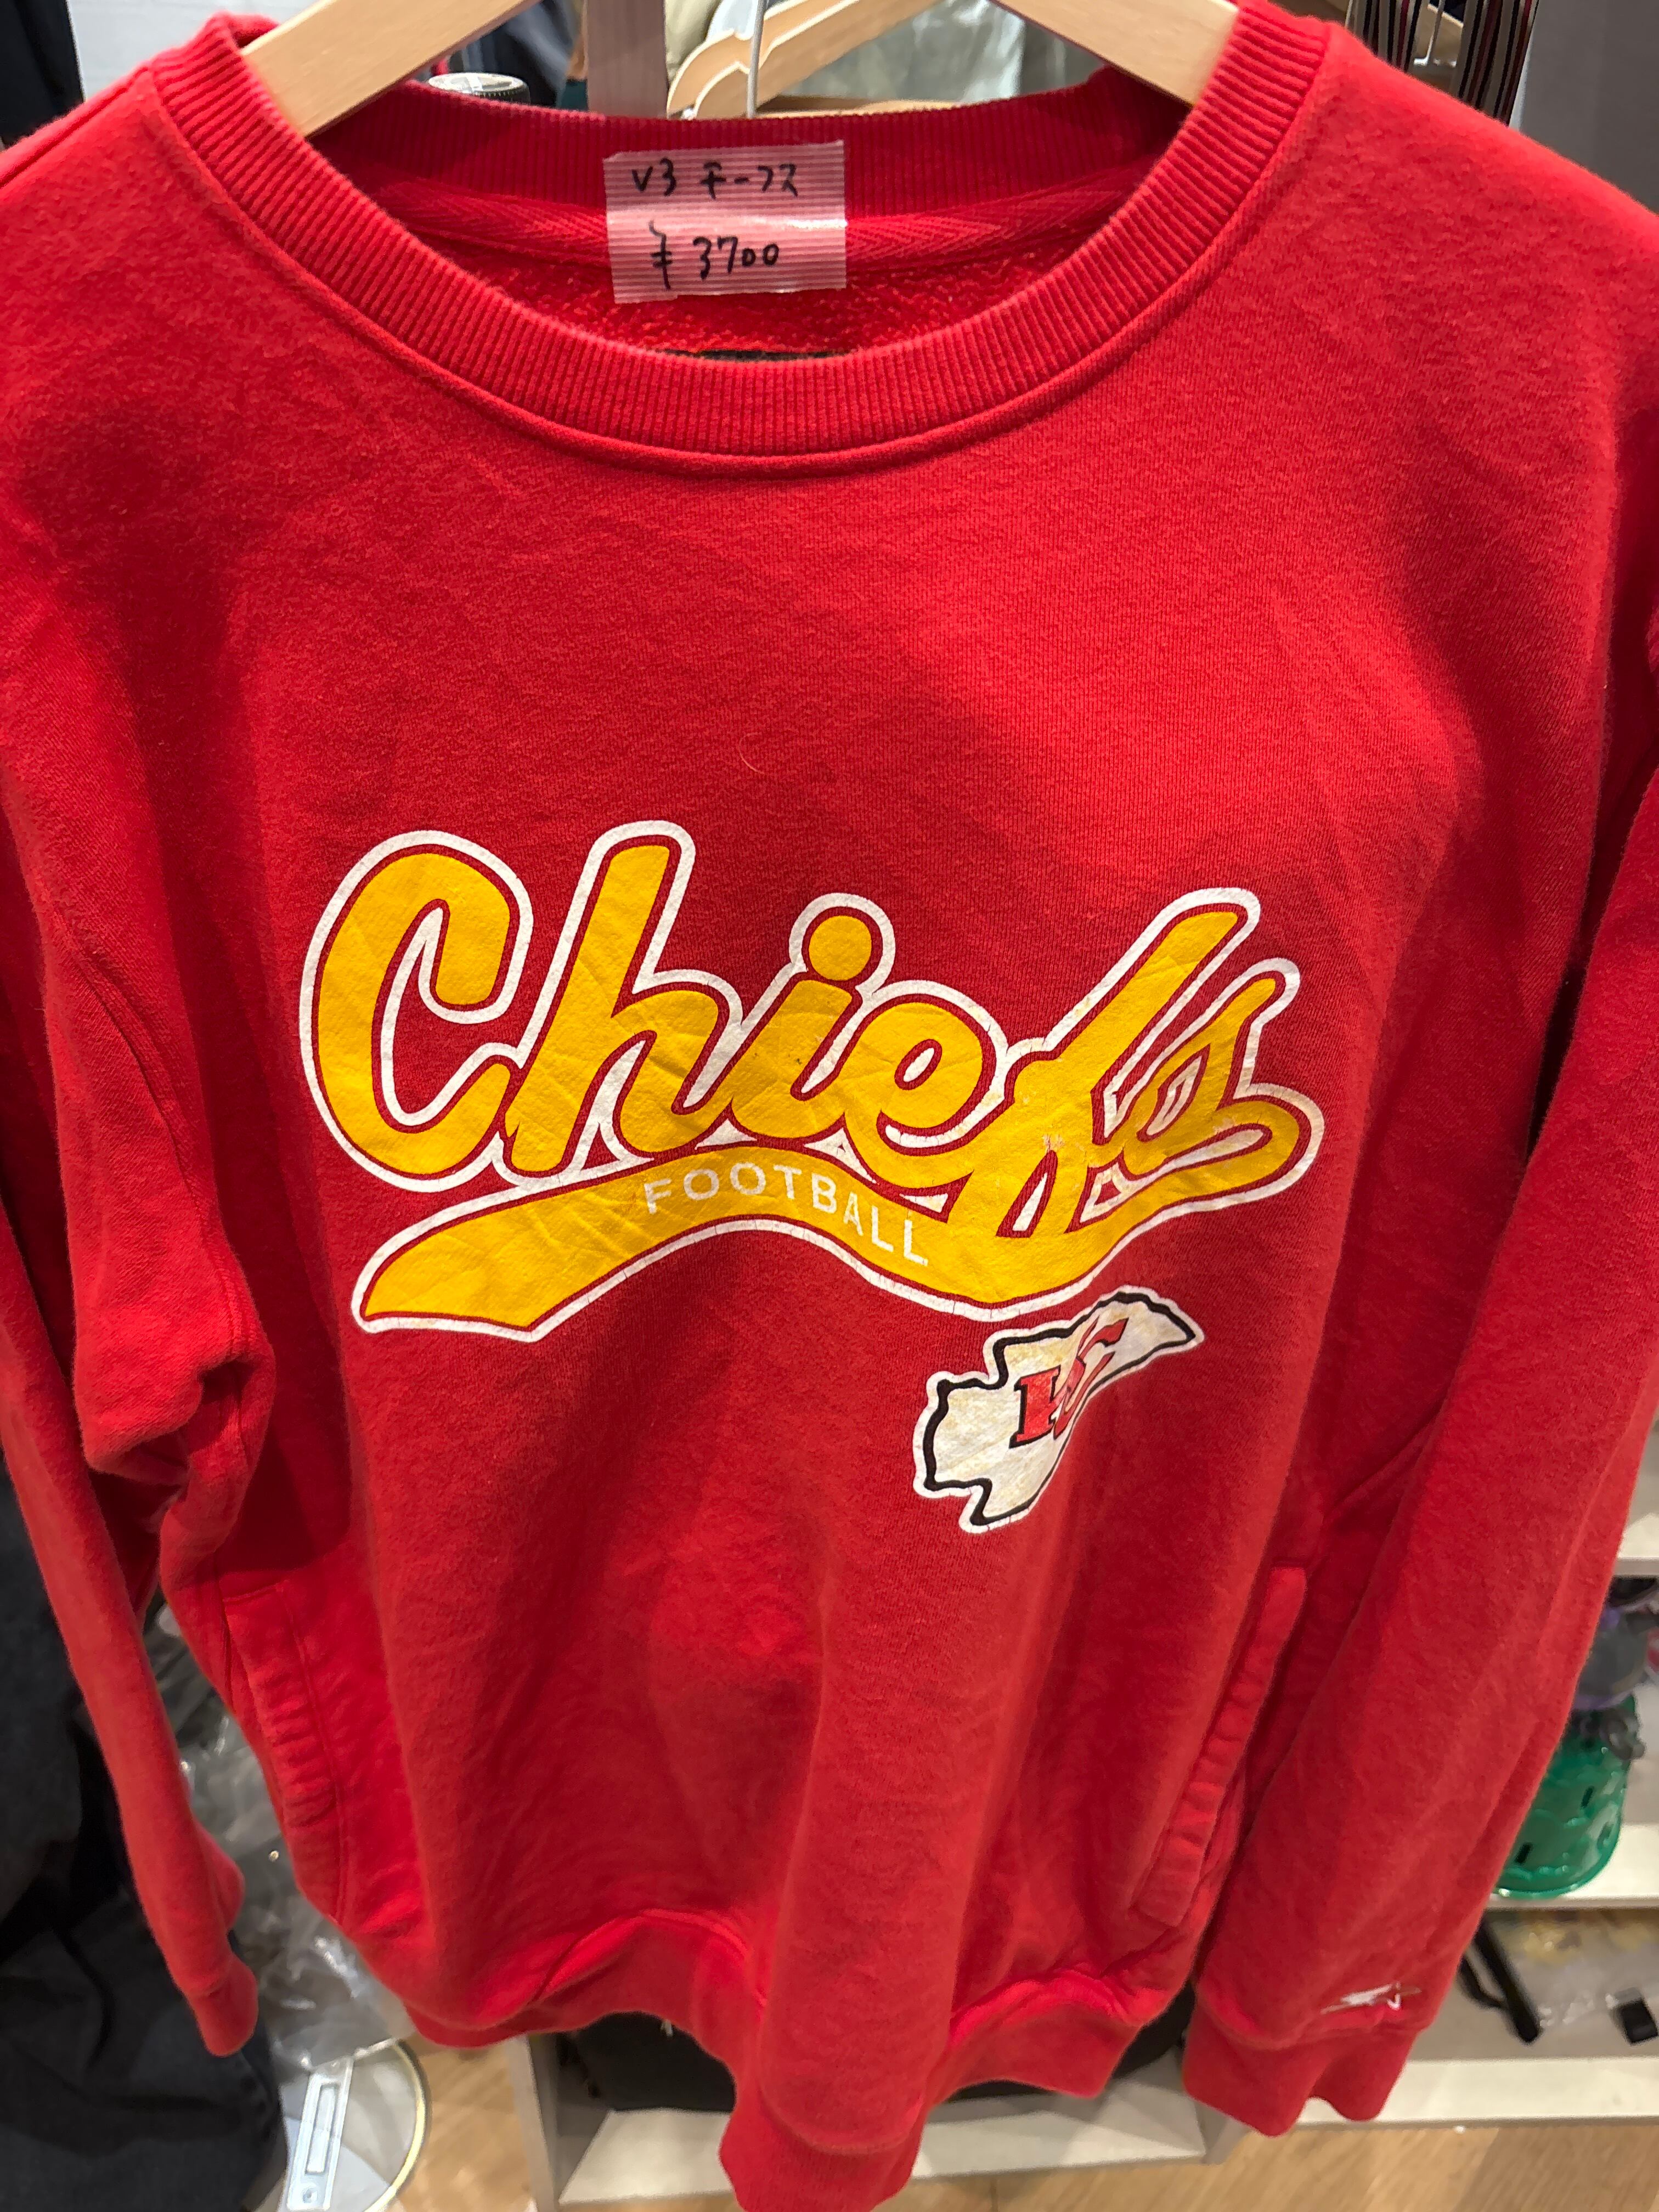 V3 チーフス
¥ 3700
Chiefs
FOOTBALL
KC